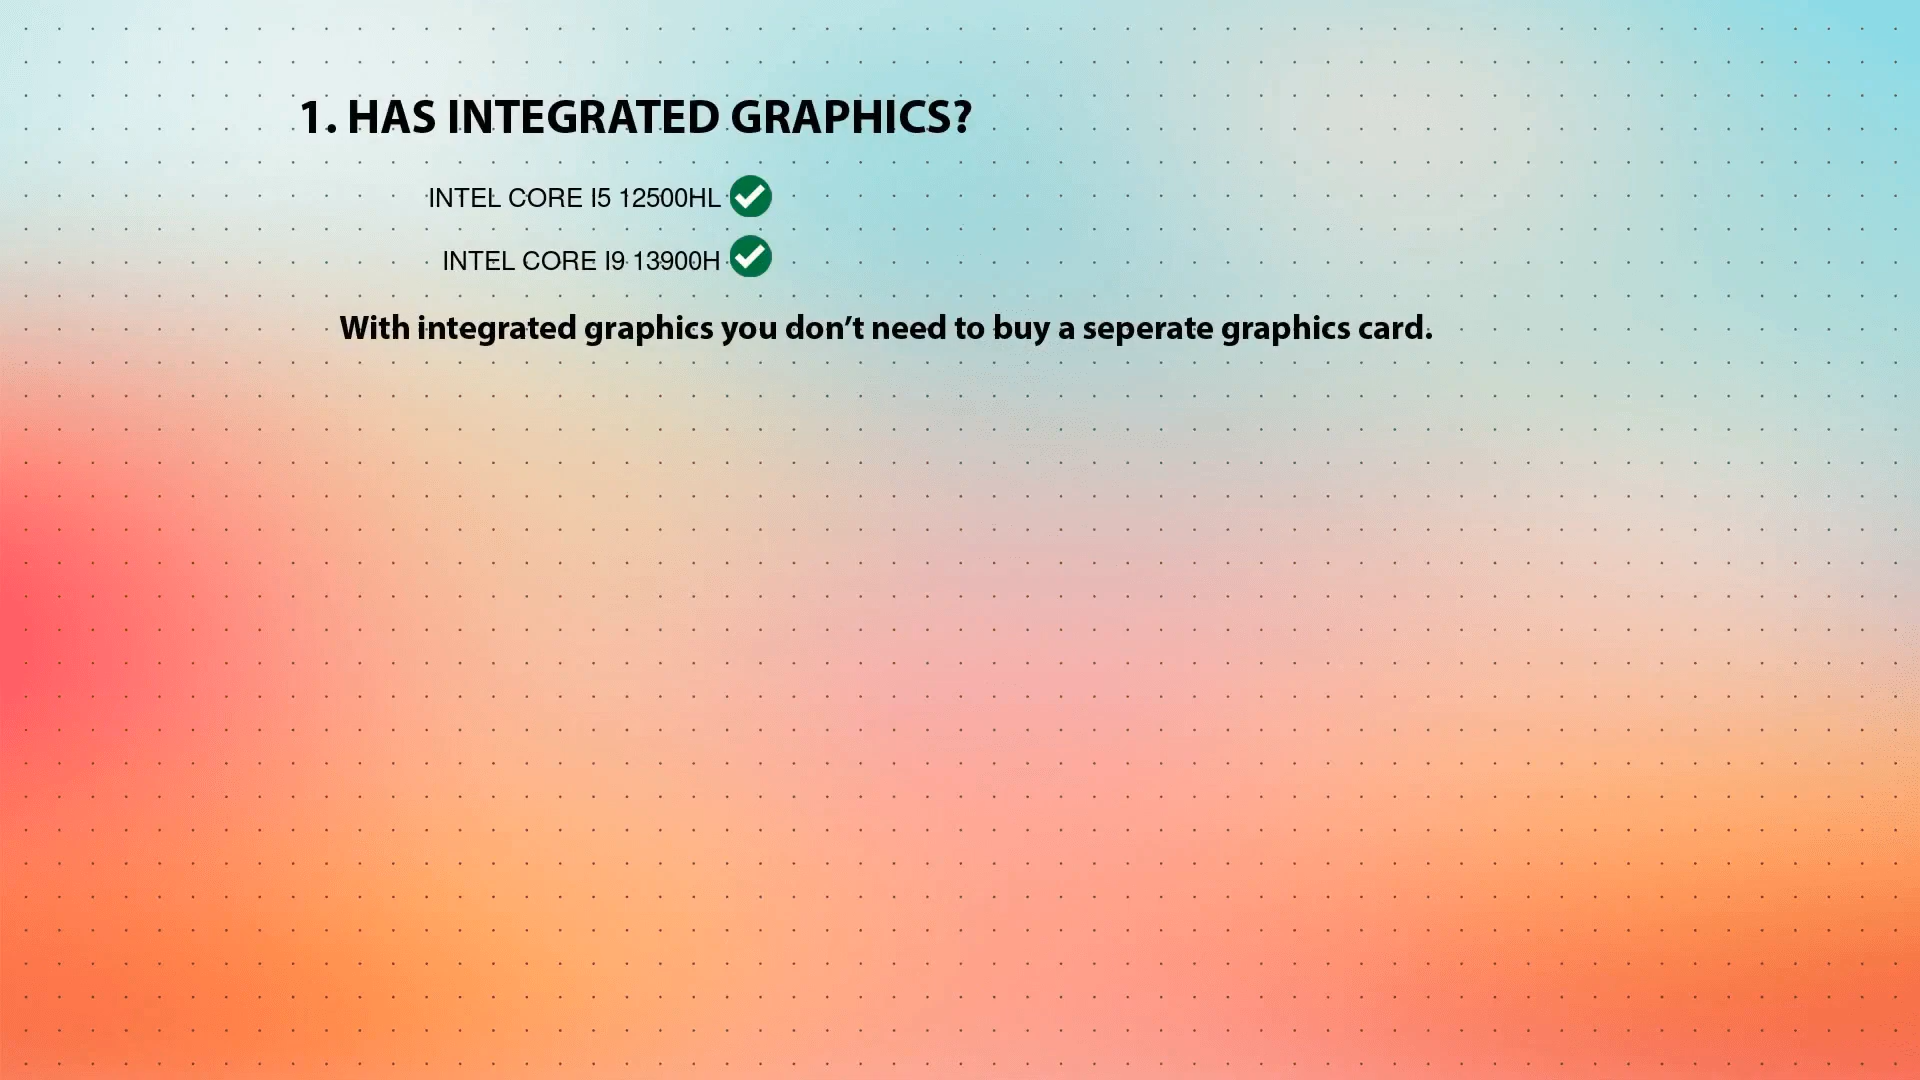 1. HAS INTEGRATED GRAPHICS?
INTEL CORE I5 12500HL
INTEL CORE I9 13900H
With integrated graphics you don’t need to buy a seperate graphics card.